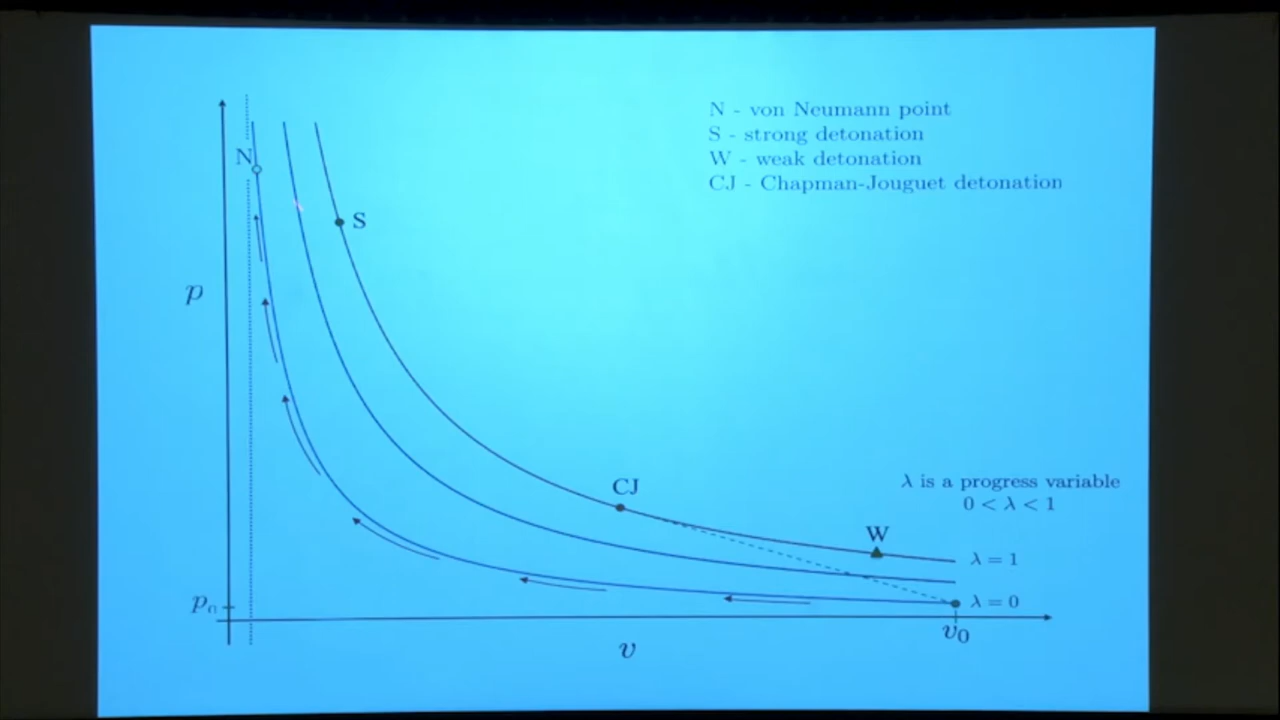 N - von Neumann point
S - strong detonation
W - weak detonation
CJ - Chapman-Jouguet detonation
N
S
p
CJ
λ is a progress variable
0 < λ < 1
W
λ = 1
p₀
λ = 0
v₀
v